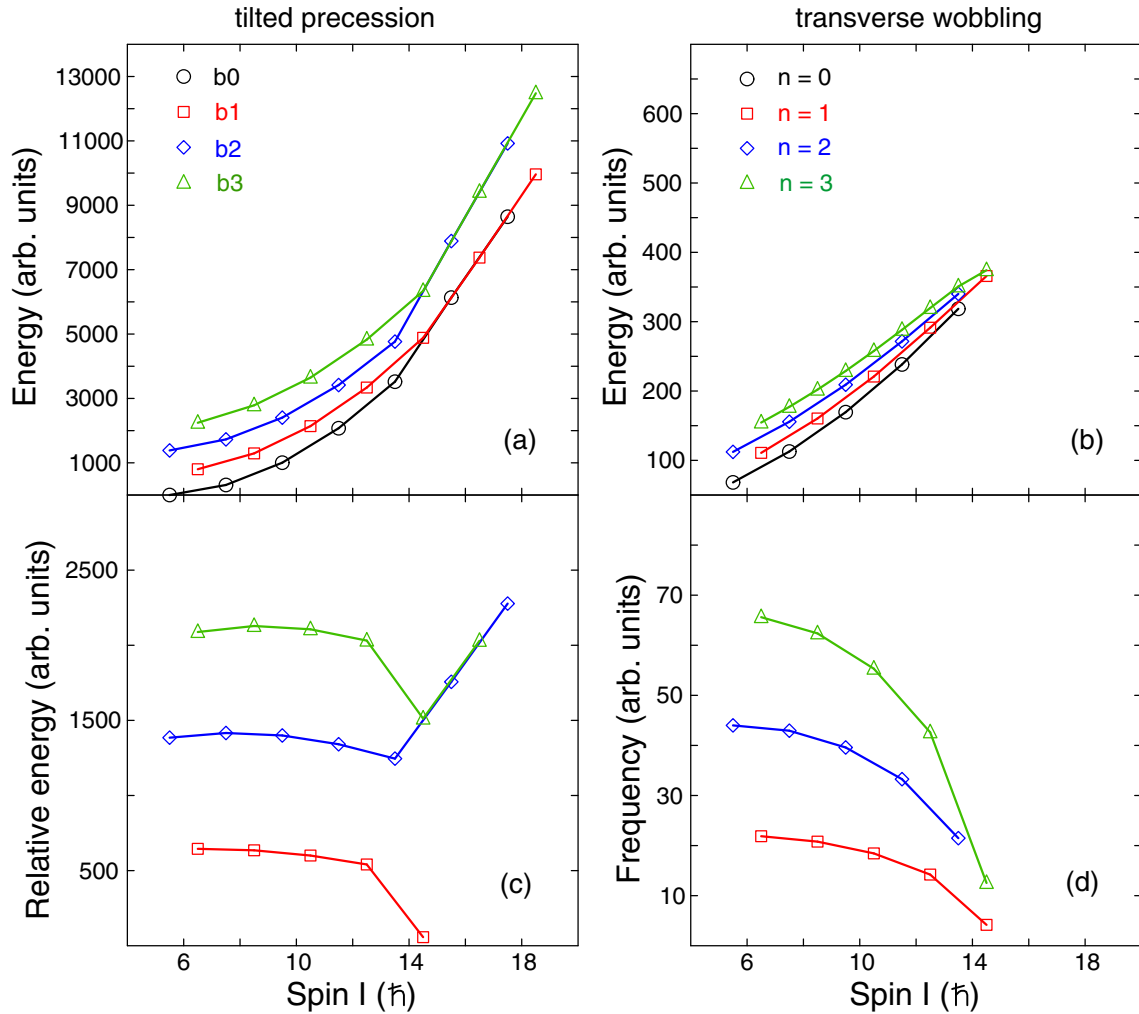 tilted precession
transverse wobbling
Energy (arb. units)
13000
11000
9000
7000
5000
3000
1000
b0
b1
b2
b3
(a)
Energy (arb. units)
650
550
400
300
200
100
n = 0
n = 1
n = 2
n = 3
(b)
Relative energy (arb. units)
2500
1500
500
(c)
6 10 14 18
Spin I (ħ)
Frequency (arb. units)
70
50
30
10
(d)
6 10 14 18
Spin I (ħ)